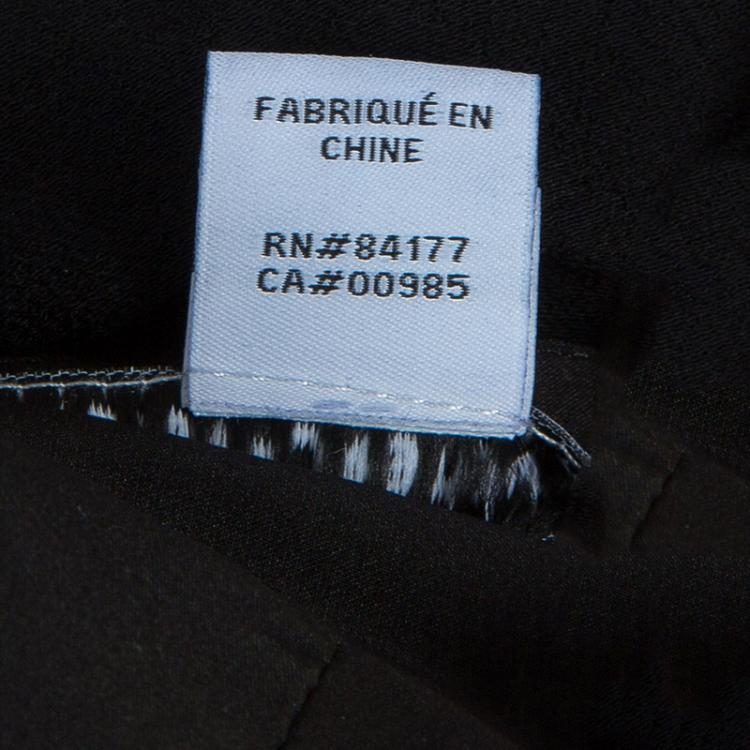 FABRIQUÉ EN
CHINE
RN#84177
CA#00985